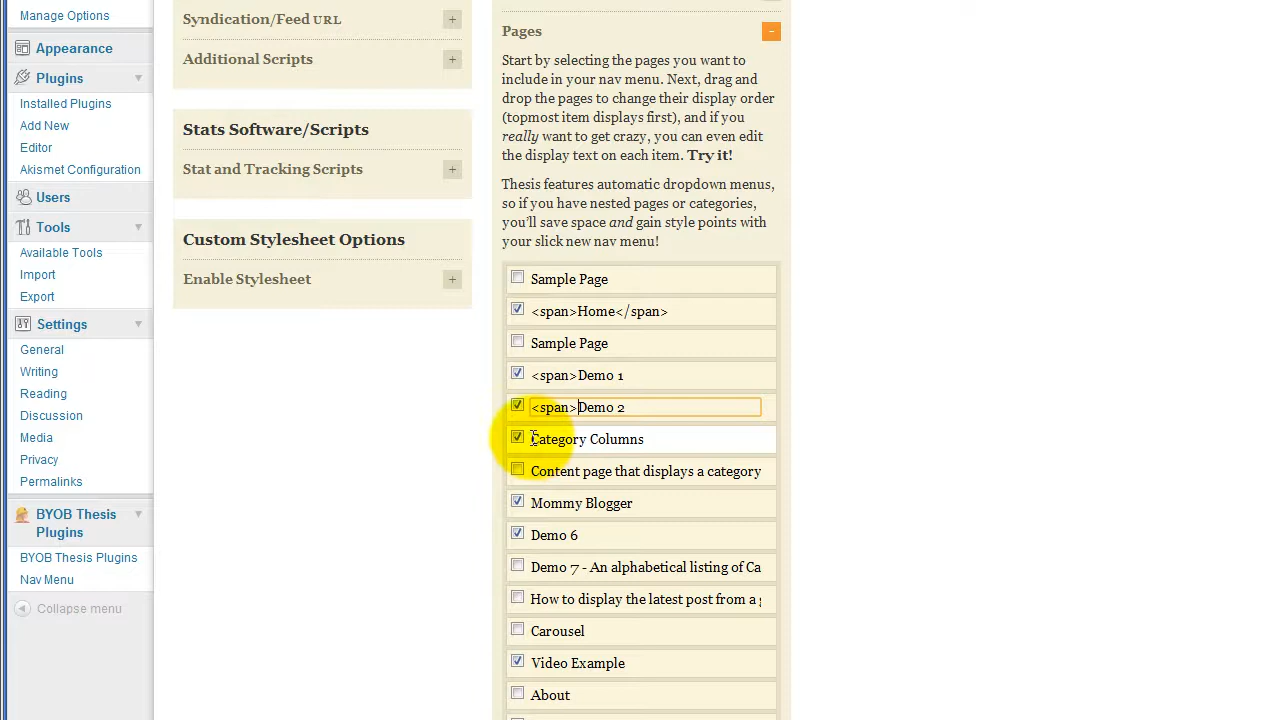 Manage Options
Appearance
Plugins
Installed Plugins
Add New
Editor
Akismet Configuration
Users
Tools
Available Tools
Import
Export
Settings
General
Writing
Reading
Discussion
Media
Privacy
Permalinks
BYOB Thesis
Plugins
BYOB Thesis Plugins
Nav Menu
Collapse menu
Syndication/Feed URL +
Additional Scripts +
Stats Software/Scripts
Stat and Tracking Scripts +
Custom Stylesheet Options
Enable Stylesheet +
Pages -
Start by selecting the pages you want to
include in your nav menu. Next, drag and
drop the pages to change their display order
(topmost item displays first), and if you
really want to get crazy, you can even edit
the display text on each item. Try it!
Thesis features automatic dropdown menus,
so if you have nested pages or categories,
you’ll save space and gain style points with
your slick new nav menu!
Sample Page
<span>Home</span>
Sample Page
<span>Demo 1
<span>Demo 2
Category Columns
Content page that displays a category
Mommy Blogger
Demo 6
Demo 7 - An alphabetical listing of Ca
How to display the latest post from a
Carousel
Video Example
About